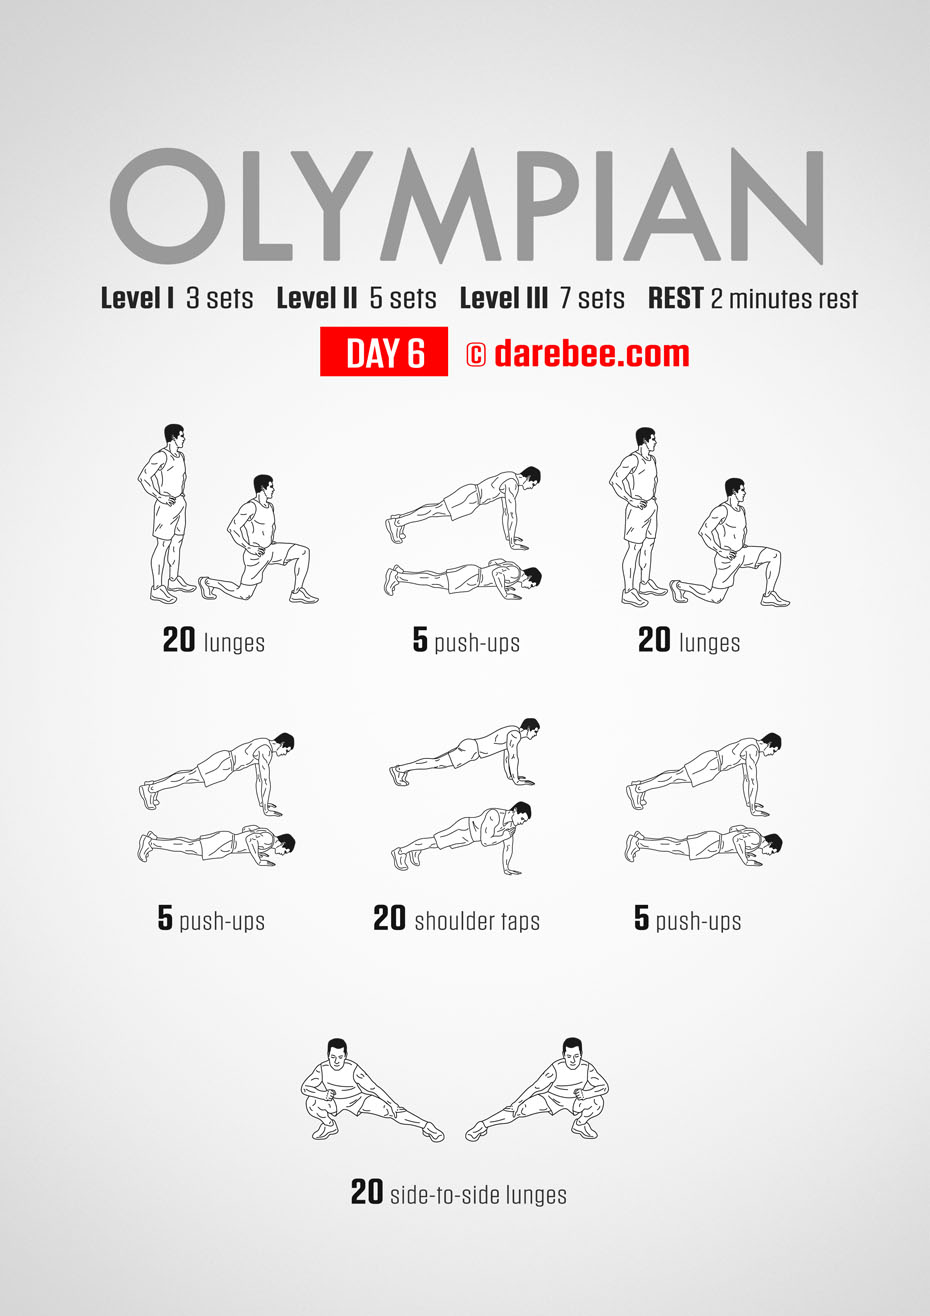 OLYMPIAN
Level I 3 sets Level II 5 sets Level III 7 sets REST 2 minutes rest
DAY 6 © darebee.com
20 lunges 5 push-ups 20 lunges
5 push-ups 20 shoulder taps 5 push-ups
20 side-to-side lunges